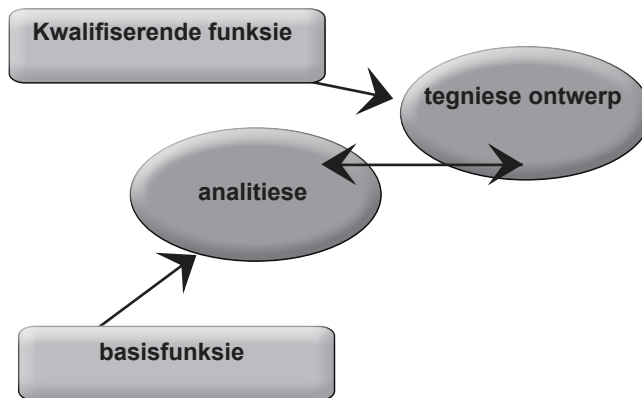 Kwalifiserende funksie
tegniese ontwerp
analitiese
basisfunksie